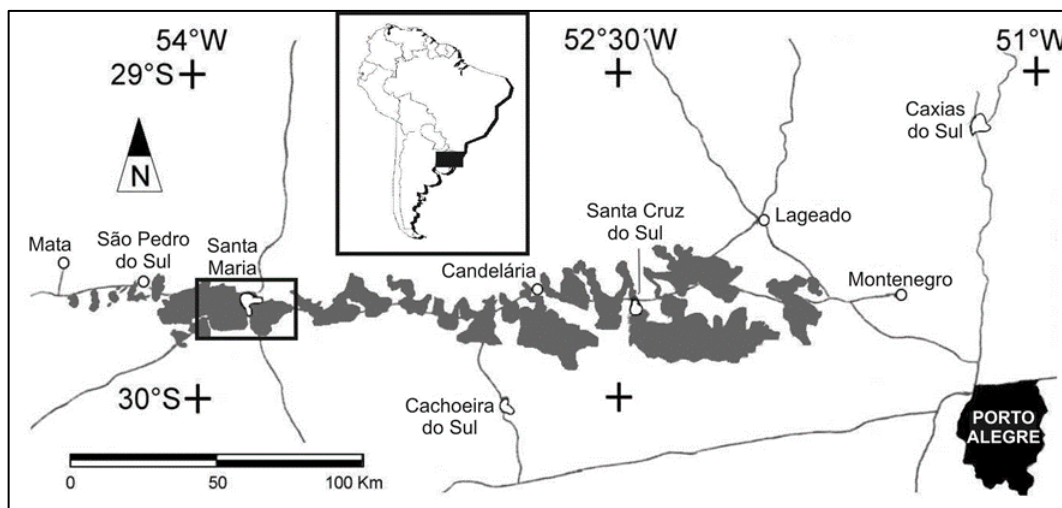 54°W
52°30´W
51°W
29°S
Caxias
do Sul
N
Santa Cruz
do Sul
Lageado
Mata
São Pedro
do Sul
Santa
Maria
Candelária
Montenegro
30°S
Cachoeira
do Sul
PORTO
ALEGRE
0
50
100 Km